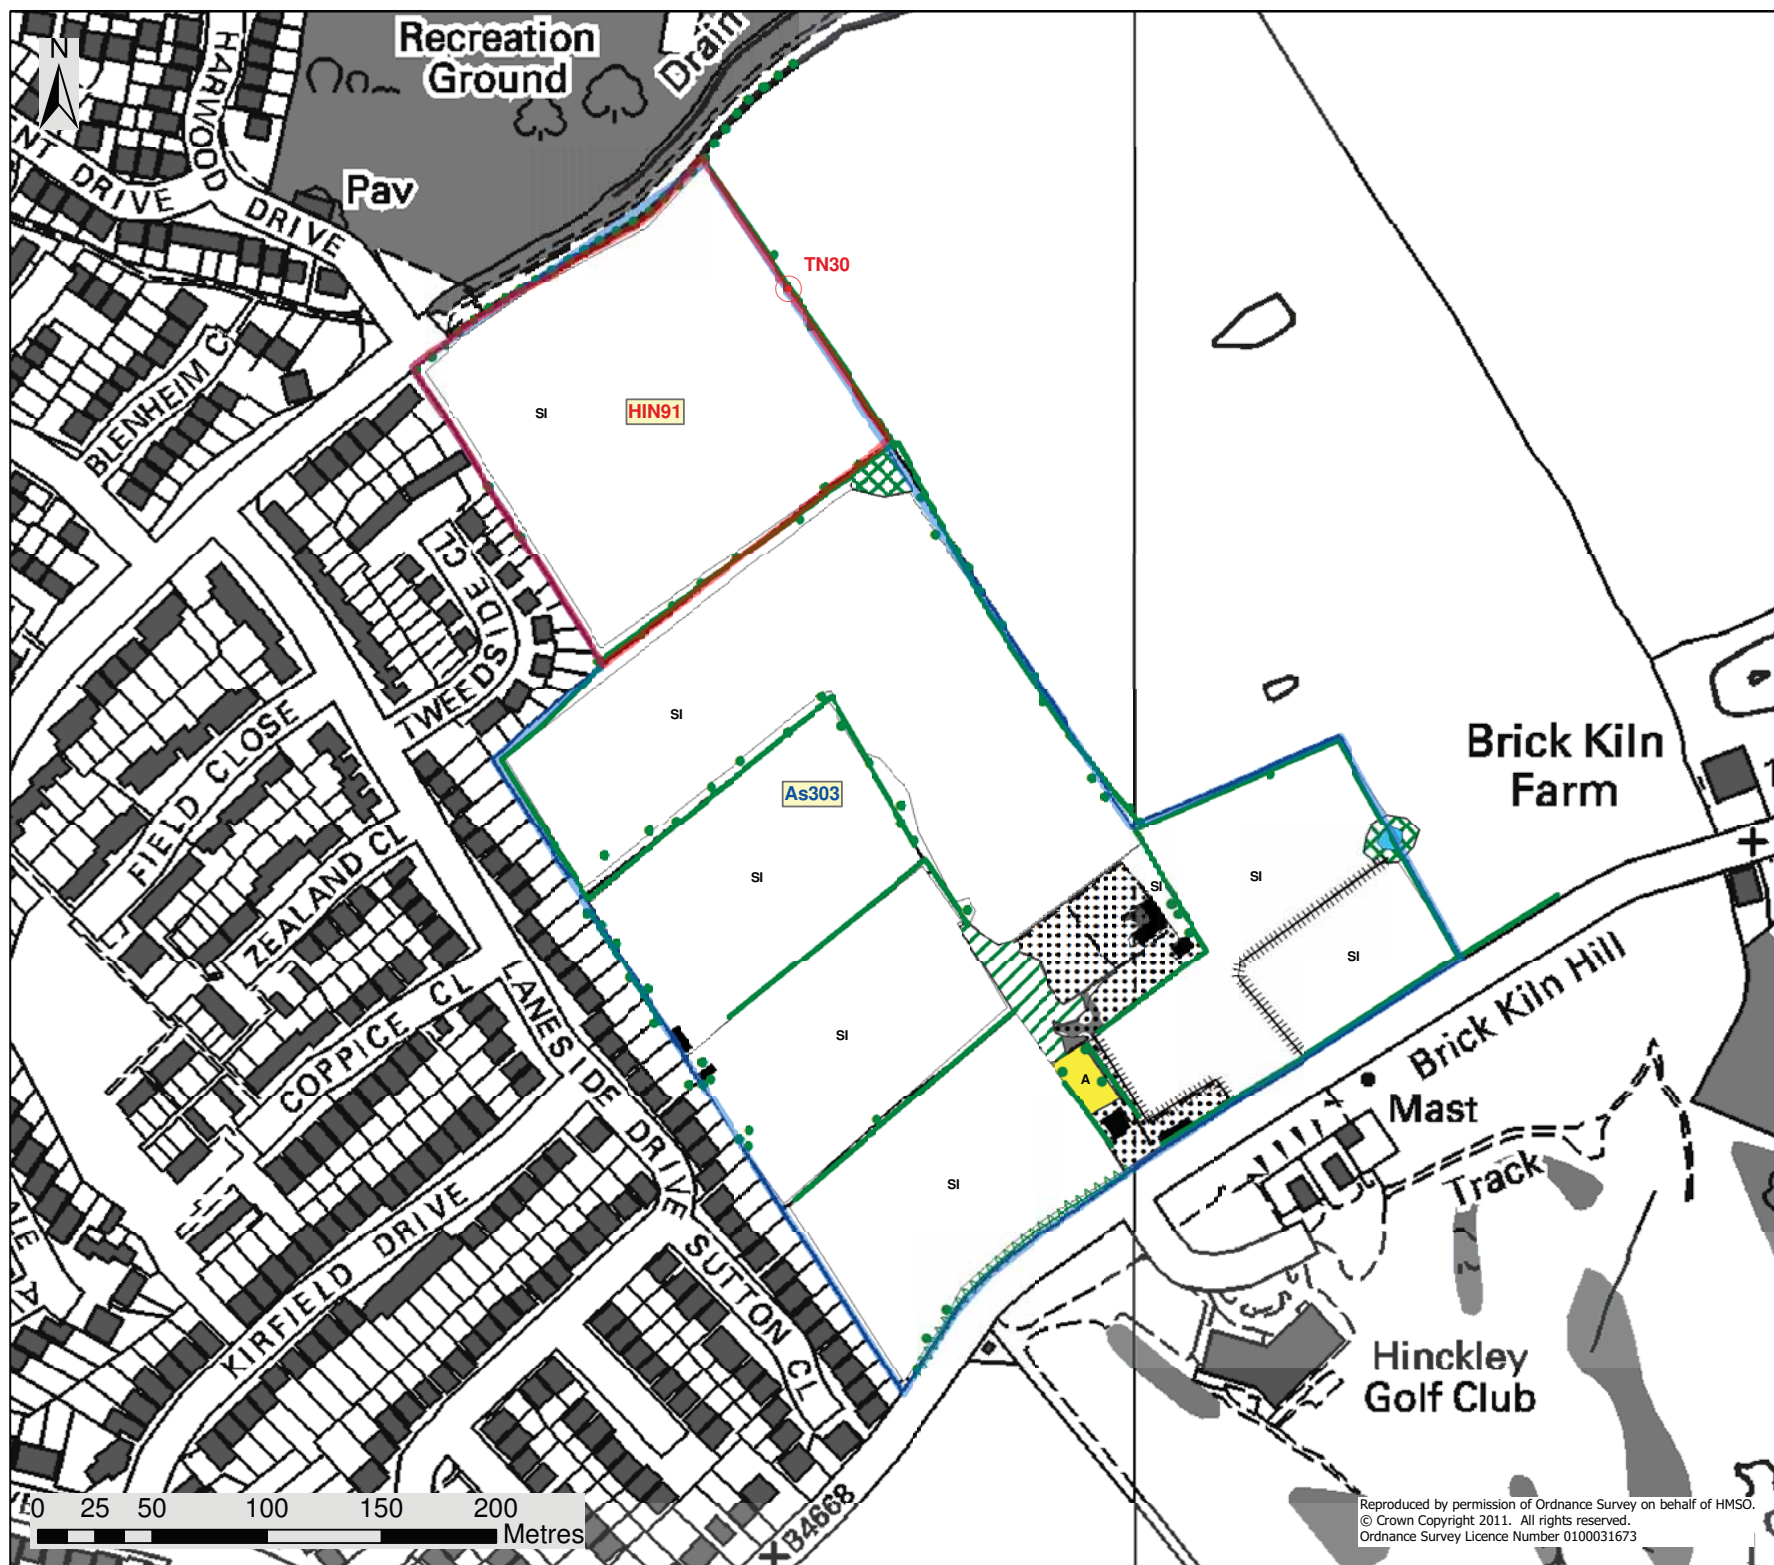 N
HARWOOD
DRIVE
NT DRIVE
Recreation
Ground
Drain
Pav
TN30
HIN91
SI
BLENHEIM C
TWEEDSIDE CL
FIELD CLOSE
ZEALAND CL
COPPICE CL
LANESIDE DRIVE
KIRFIELD DRIVE
SUTTON CL
SI
As303
SI
SI
SI
SI
SI
SI
A
Brick Kiln
Farm
1
Brick Kiln Hill
Mast
Track
Hinckley
Golf Club
B4668
0 25 50 100 150 200
Metres
Reproduced by permission of Ordnance Survey on behalf of HMSO.
© Crown Copyright 2011. All rights reserved.
Ordnance Survey Licence Number 0100031673